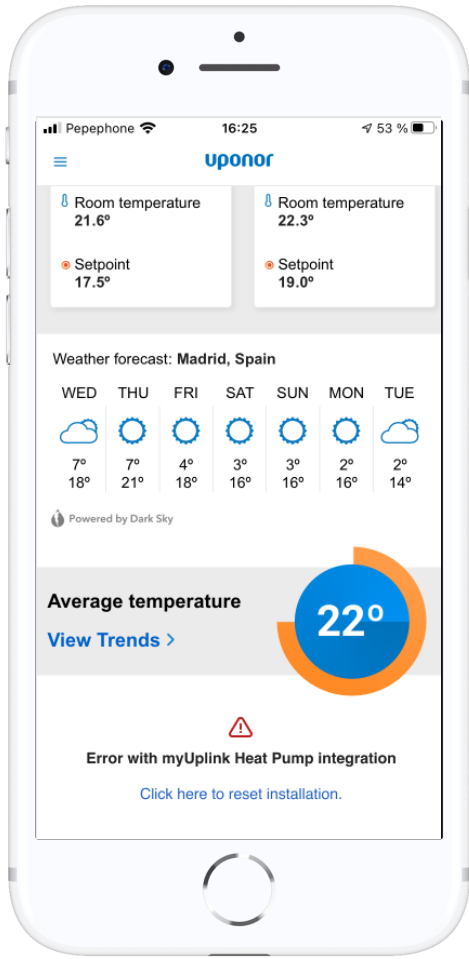 Pepephone 16:25 53 %
uponor
Room temperature Room temperature
21.6º 22.3º
Setpoint Setpoint
17.5º 19.0º
Weather forecast: Madrid, Spain
WED THU FRI SAT SUN MON TUE
7º 7º 4º 3º 3º 2º 2º
18º 21º 18º 16º 16º 16º 14º
Powered by Dark Sky
Average temperature
22º
View Trends >
Error with myUplink Heat Pump integration
Click here to reset installation.